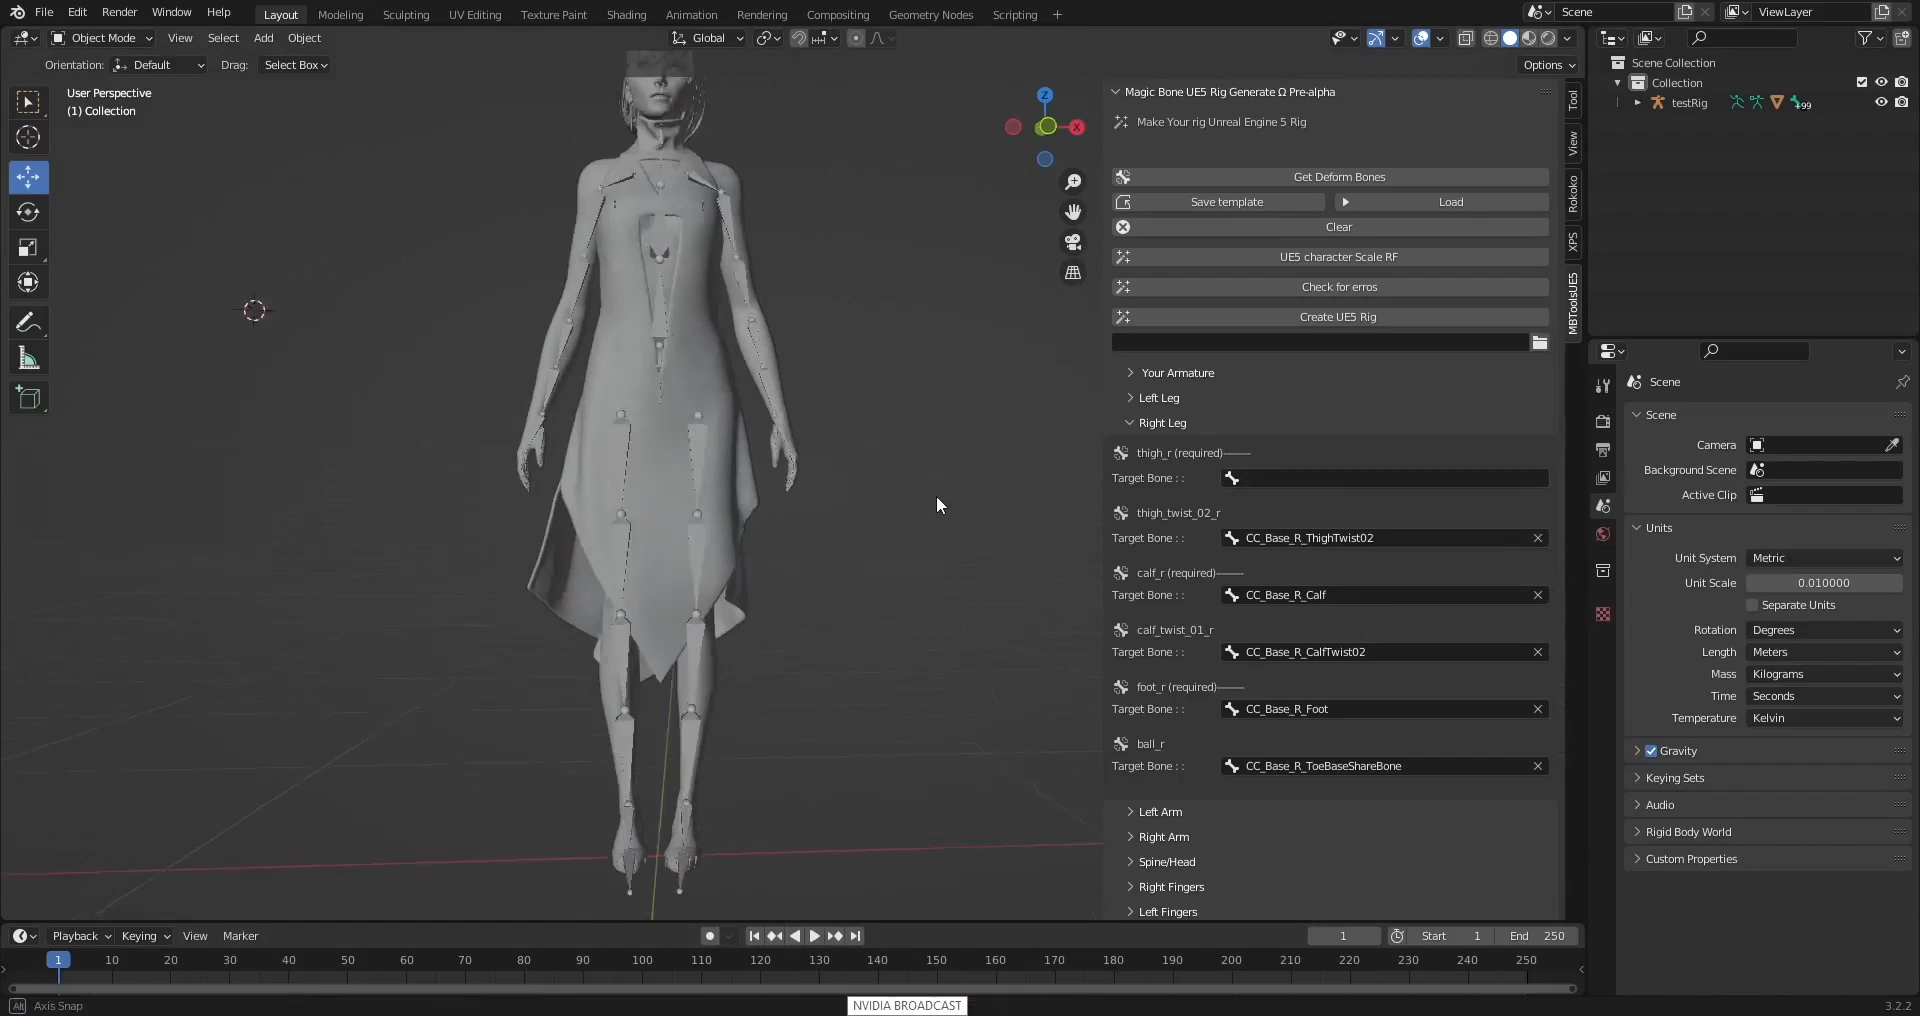 File Edit Render Window Help Layout Modeling Sculpting UV Editing Texture Paint Shading Animation Rendering Compositing Geometry Nodes Scripting + Scene ViewLayer
Object Mode View Select Add Object Global
Orientation: Default Drag: Select Box Options
User Perspective
(1) Collection
Z
X
Magic Bone UE5 Rig Generate Ω Pre-alpha
Make Your rig Unreal Engine 5 Rig
Get Deform Bones
Save template Load
Clear
UE5 character Scale RF
Check for erros
Create UE5 Rig
Your Armature
Left Leg
Right Leg
thigh_r (required)-----
Target Bone : :
thigh_twist_02_r
Target Bone : : CC_Base_R_ThighTwist02
calf_r (required)-----
Target Bone : : CC_Base_R_Calf
calf_twist_01_r
Target Bone : : CC_Base_R_CalfTwist02
foot_r (required)-----
Target Bone : : CC_Base_R_Foot
ball_r
Target Bone : : CC_Base_R_ToeBaseShareBone
Left Arm
Right Arm
Spine/Head
Right Fingers
Left Fingers
Tool
View
Rokoko
XPS
MBToolsUE5
Scene Collection
Collection
testRig 99
Scene
Scene
Camera
Background Scene
Active Clip
Units
Unit System Metric
Unit Scale 0.010000
Separate Units
Rotation Degrees
Length Meters
Mass Kilograms
Time Seconds
Temperature Kelvin
Gravity
Keying Sets
Audio
Rigid Body World
Custom Properties
Playback Keying View Marker 1 Start 1 End 250
1 10 20 30 40 50 60 70 80 90 100 110 120 130 140 150 160 170 180 190 200 210 220 230 240 250
Alt Axis Snap NVIDIA BROADCAST 3.2.2